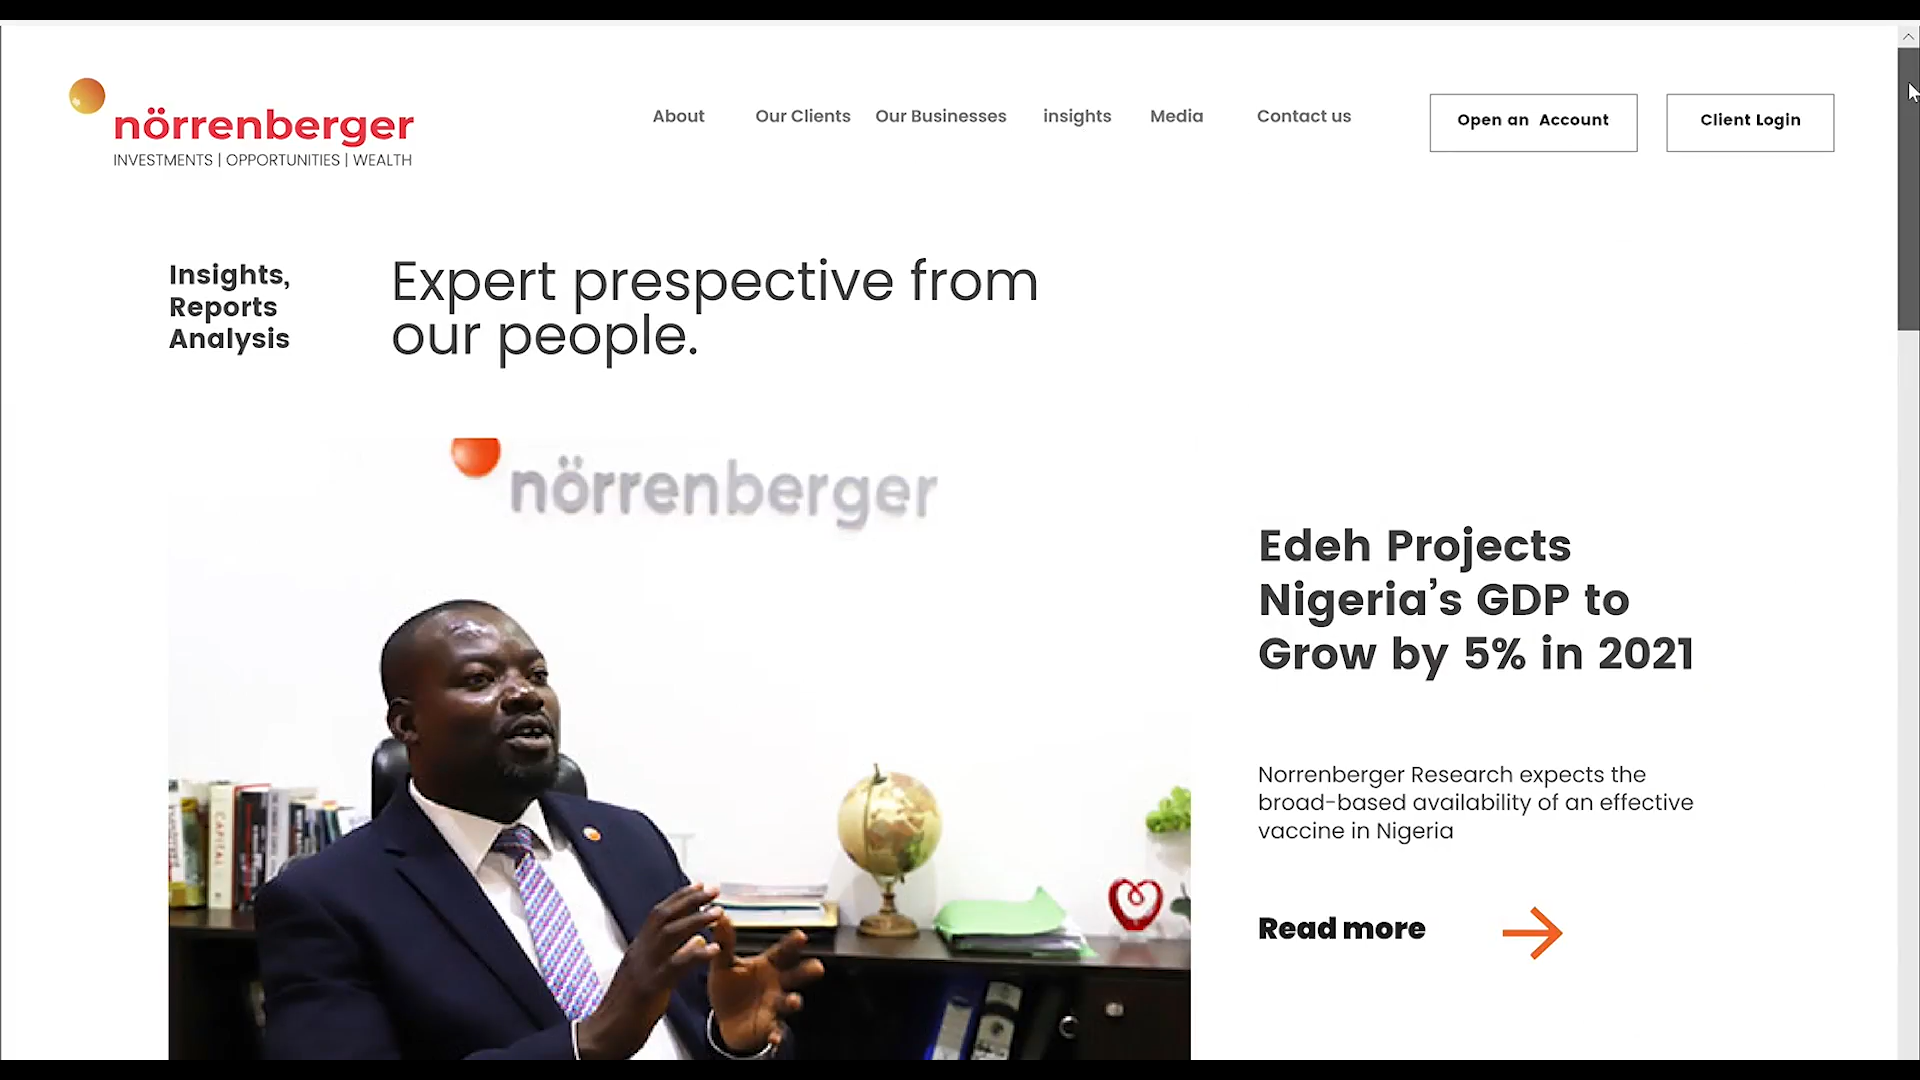 nörrenberger
INVESTMENTS | OPPORTUNITIES | WEALTH
About
Our Clients
Our Businesses
insights
Media
Contact us
Open an Account
Client Login
Insights,
Reports
Analysis
Expert prespective from
our people.
nörrenberger
CAPITAL
Edeh Projects
Nigeria’s GDP to
Grow by 5% in 2021
Norrenberger Research expects the
broad-based availability of an effective
vaccine in Nigeria
Read more